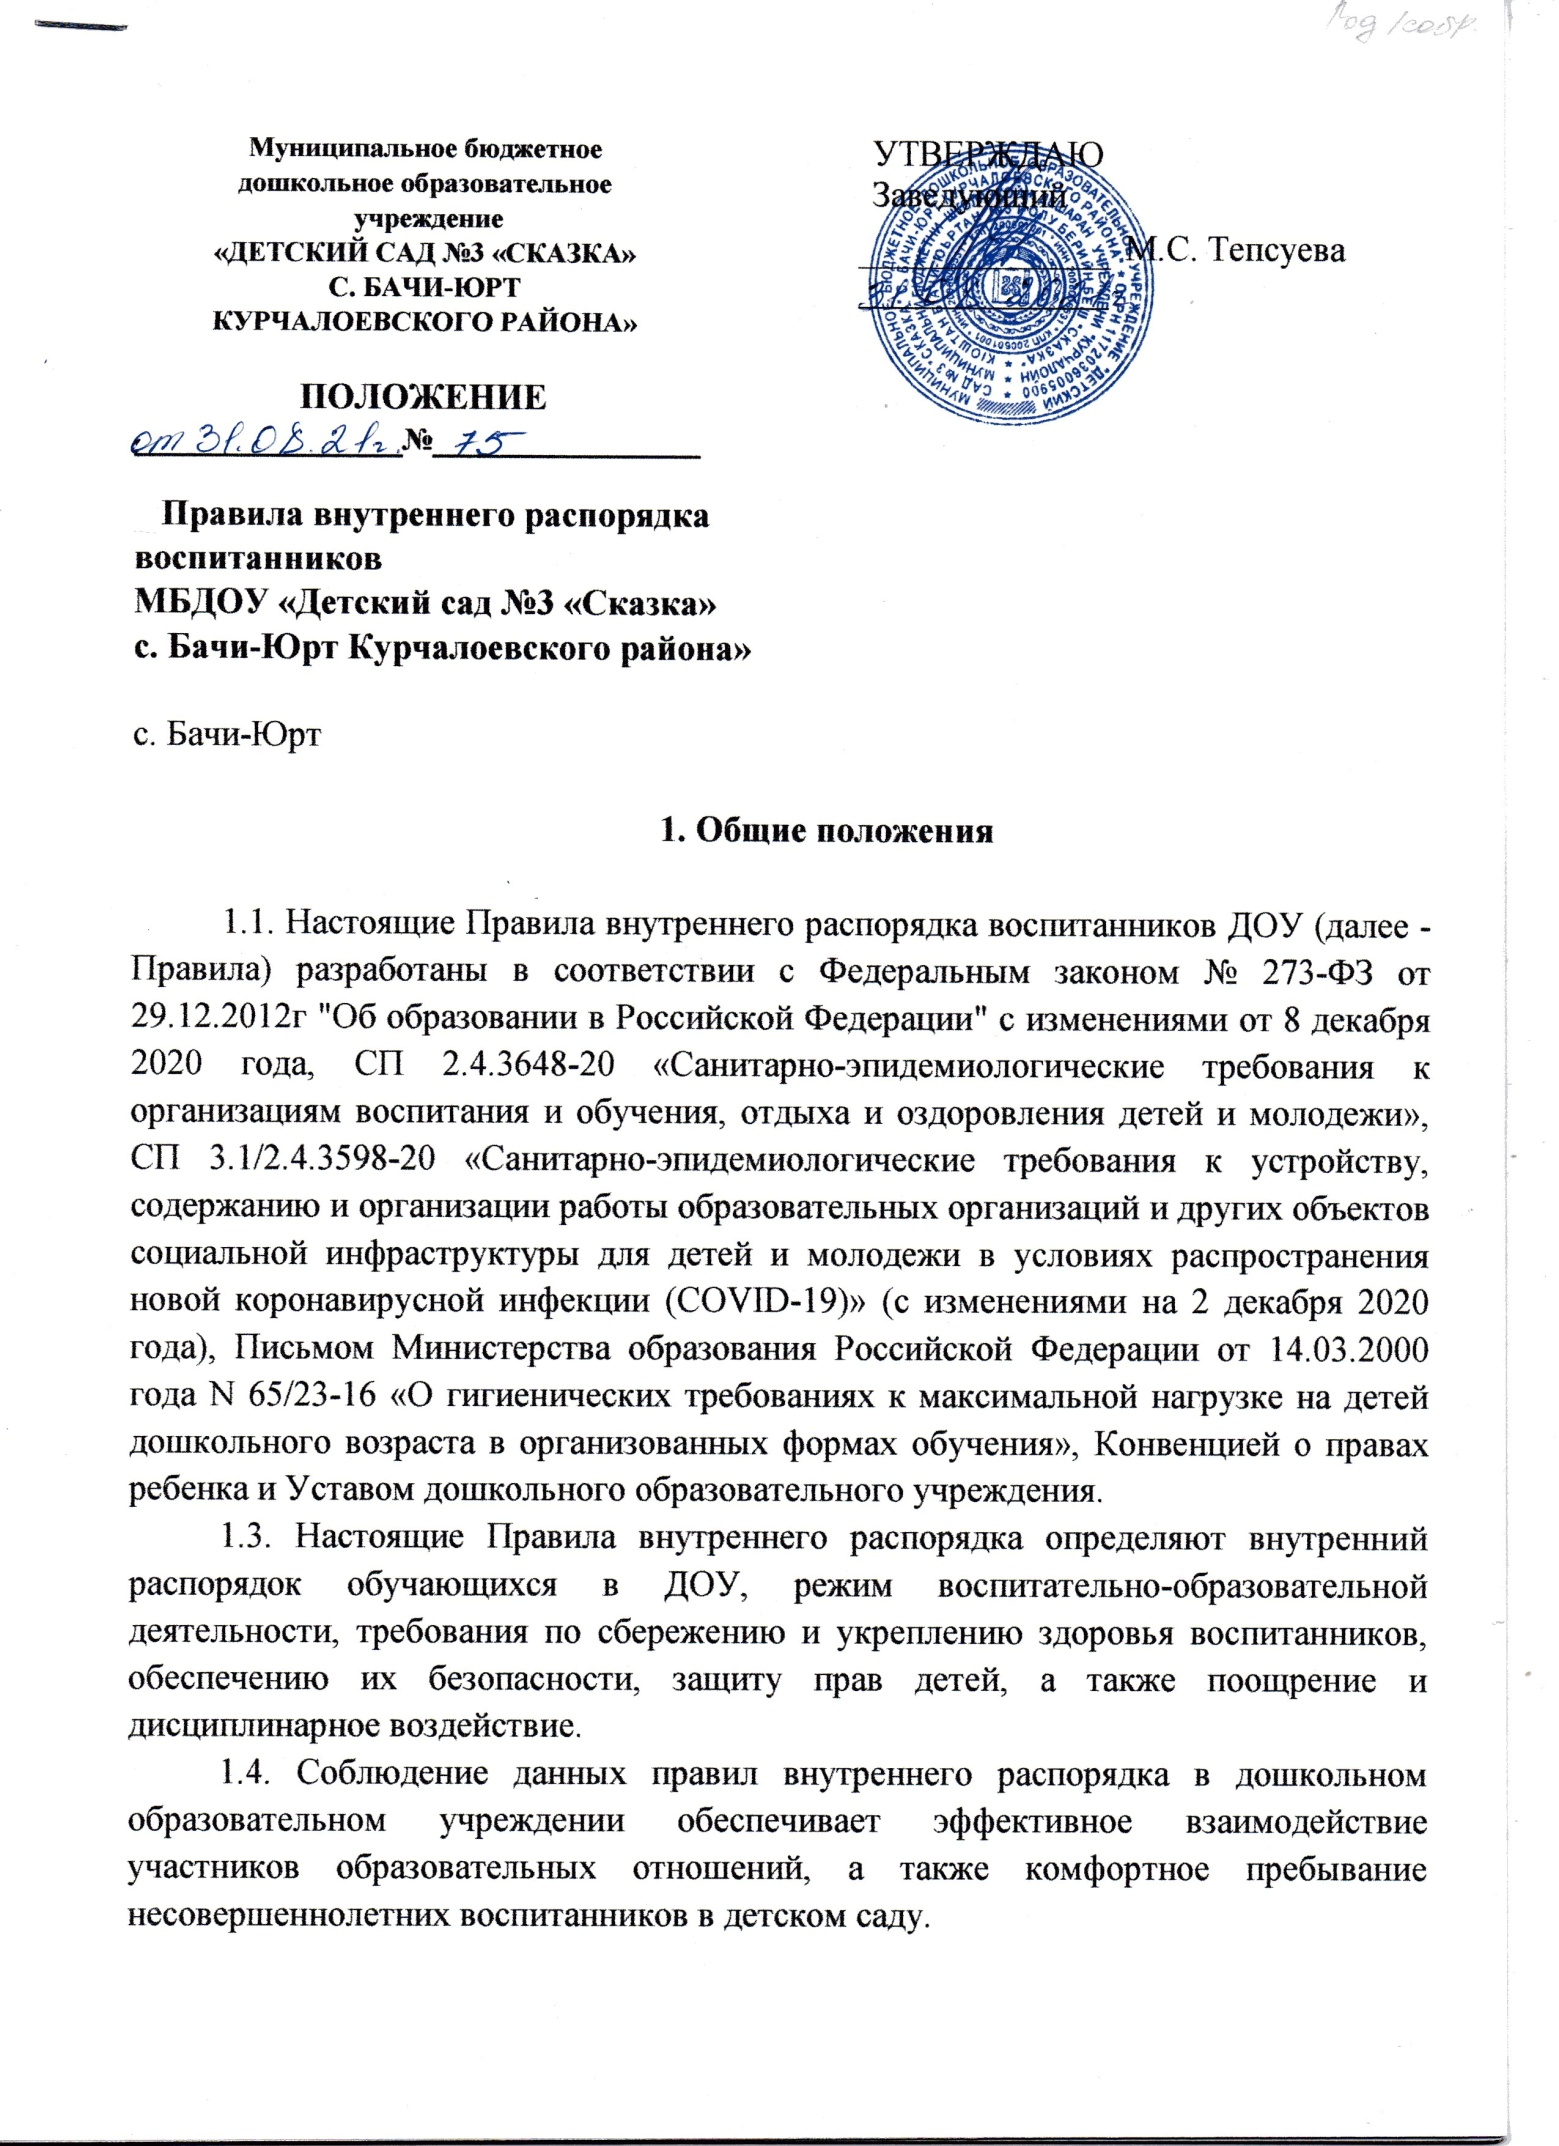 Род/собр.
Муниципальное бюджетное
дошкольное образовательное
учреждение
«ДЕТСКИЙ САД №3 «СКАЗКА»
С. БАЧИ-ЮРТ
КУРЧАЛОЕВСКОГО РАЙОНА»
УТВЕРЖДАЮ
Заведующий
М.С. Тепсуева
ПОЛОЖЕНИЕ
от 31.08.21г. № 75
Правила внутреннего распорядка
воспитанников
МБДОУ «Детский сад №3 «Сказка»
с. Бачи-Юрт Курчалоевского района»
с. Бачи-Юрт
1. Общие положения
1.1. Настоящие Правила внутреннего распорядка воспитанников ДОУ (далее -
Правила) разработаны в соответствии с Федеральным законом № 273-ФЗ от
29.12.2012г "Об образовании в Российской Федерации" с изменениями от 8 декабря
2020 года, СП 2.4.3648-20 «Санитарно-эпидемиологические требования к
организациям воспитания и обучения, отдыха и оздоровления детей и молодежи»,
СП 3.1/2.4.3598-20 «Санитарно-эпидемиологические требования к устройству,
содержанию и организации работы образовательных организаций и других объектов
социальной инфраструктуры для детей и молодежи в условиях распространения
новой коронавирусной инфекции (COVID-19)» (с изменениями на 2 декабря 2020
года), Письмом Министерства образования Российской Федерации от 14.03.2000
года N 65/23-16 «О гигиенических требованиях к максимальной нагрузке на детей
дошкольного возраста в организованных формах обучения», Конвенцией о правах
ребенка и Уставом дошкольного образовательного учреждения.
1.3. Настоящие Правила внутреннего распорядка определяют внутренний
распорядок обучающихся в ДОУ, режим воспитательно-образовательной
деятельности, требования по сбережению и укреплению здоровья воспитанников,
обеспечению их безопасности, защиту прав детей, а также поощрение и
дисциплинарное воздействие.
1.4. Соблюдение данных правил внутреннего распорядка в дошкольном
образовательном учреждении обеспечивает эффективное взаимодействие
участников образовательных отношений, а также комфортное пребывание
несовершеннолетних воспитанников в детском саду.